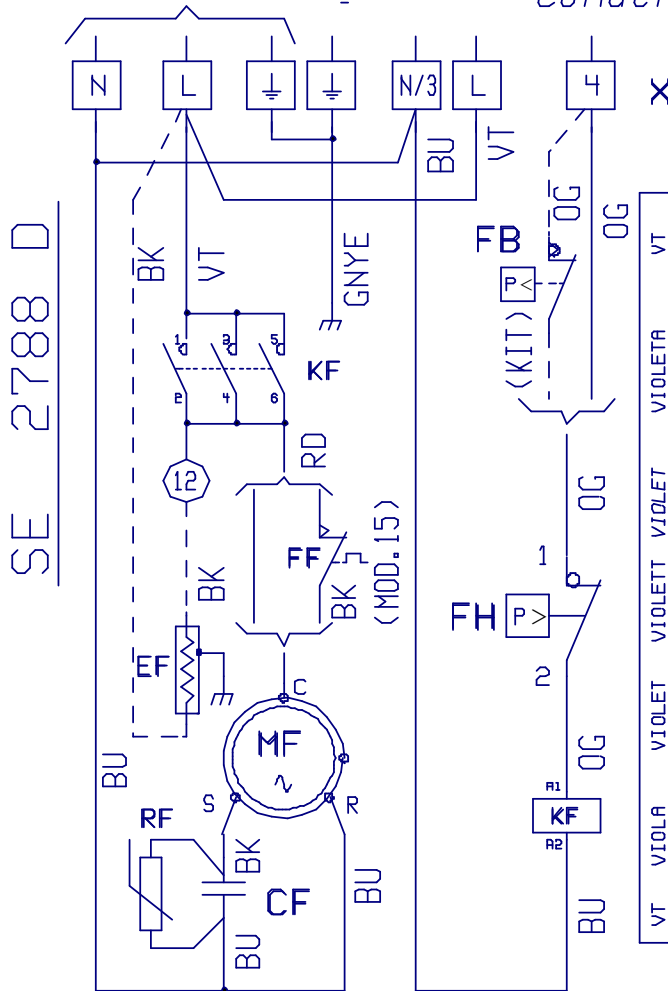 N L N/3 L 4 X
BU VT
OG OG
FB
P<
(KIT)
SE 2788 D
BK VT GNYE
1 3 5
KF
2 4 6
RD
12
FF
BK
(MOD.15)
OG
1
FH
P>
2
BK
EF
C
MF
∿
S R
BU
OG
A1
KF
A2
RF
BK
CF
BU
BU
BU
VT VIOLA VIOLET VIOLETT VIOLET VIOLETA VT